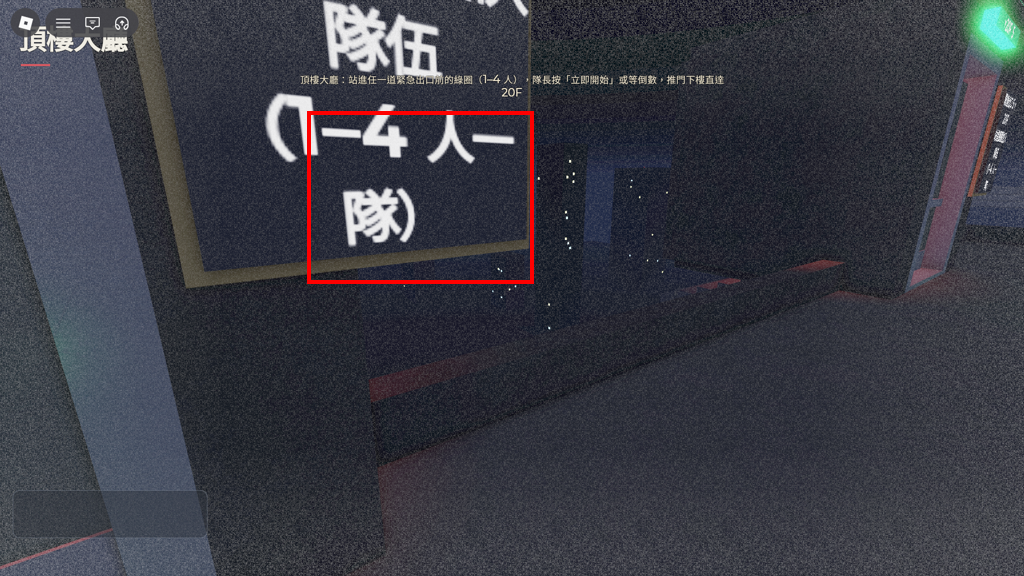 頂樓大廳
隊伍
頂樓大廳：站進任一道緊急出口前的綠圈（1–4 人），隊長按「立即開始」或等倒數，推門下樓直達
20F
（1–4 人一
隊）